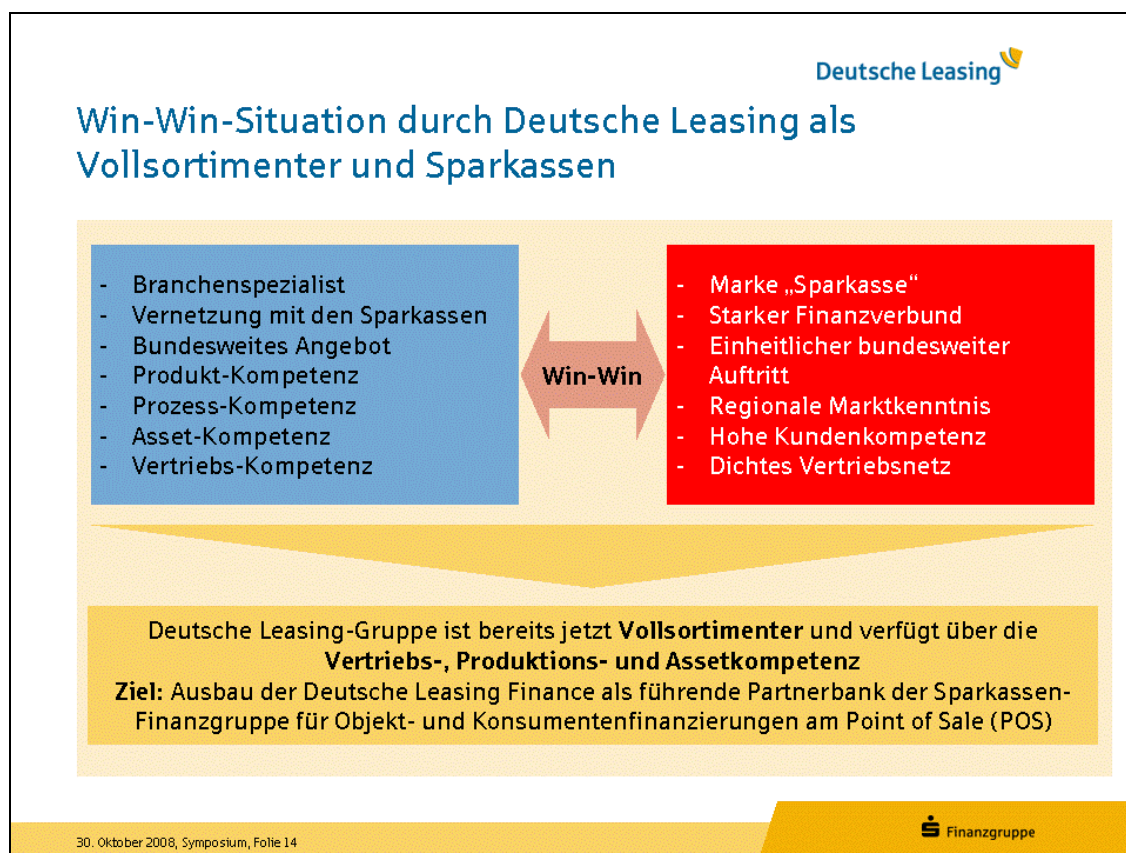 Deutsche Leasing
Win-Win-Situation durch Deutsche Leasing als
Vollsortimenter und Sparkassen
- Branchenspezialist
- Vernetzung mit den Sparkassen
- Bundesweites Angebot
- Produkt-Kompetenz
- Prozess-Kompetenz
- Asset-Kompetenz
- Vertriebs-Kompetenz
Win-Win
- Marke „Sparkasse“
- Starker Finanzverbund
- Einheitlicher bundesweiter
Auftritt
- Regionale Marktkenntnis
- Hohe Kundenkompetenz
- Dichtes Vertriebsnetz
Deutsche Leasing-Gruppe ist bereits jetzt Vollsortimenter und verfügt über die
Vertriebs-, Produktions- und Assetkompetenz
Ziel: Ausbau der Deutsche Leasing Finance als führende Partnerbank der Sparkassen-
Finanzgruppe für Objekt- und Konsumentenfinanzierungen am Point of Sale (POS)
30. Oktober 2008, Symposium, Folie 14
Finanzgruppe